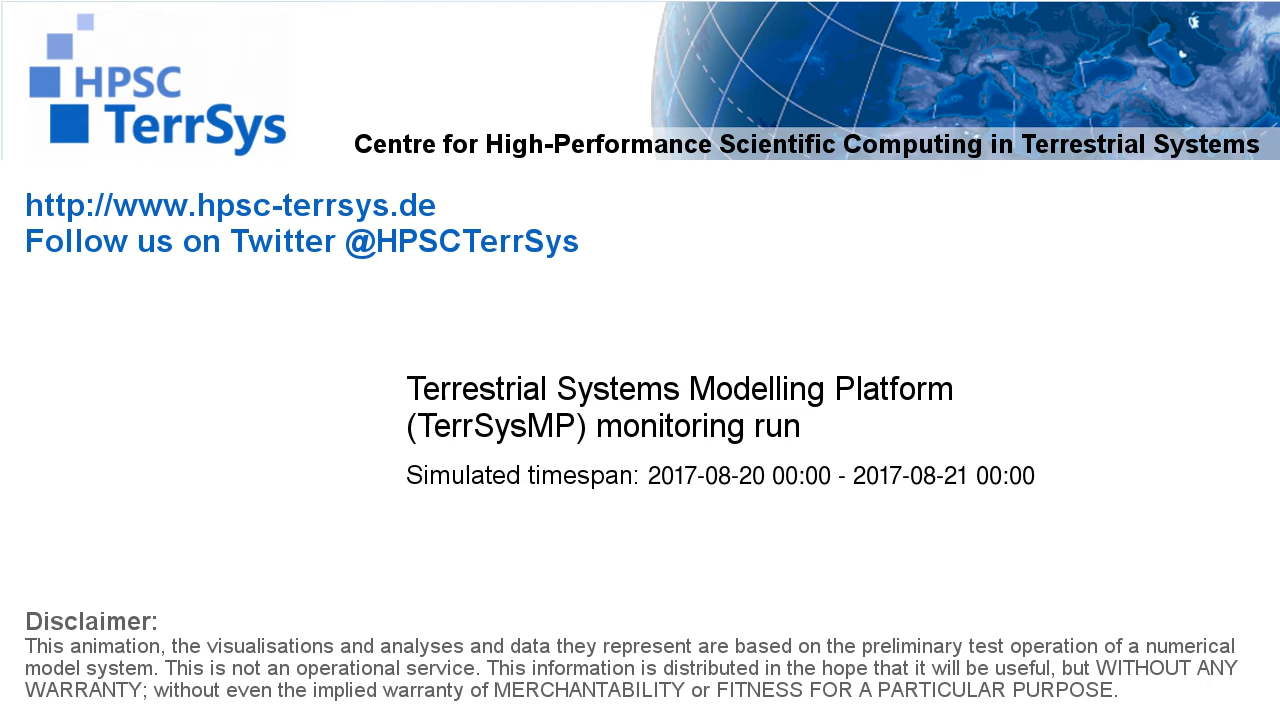 HPSC
TerrSys
Centre for High-Performance Scientific Computing in Terrestrial Systems
http://www.hpsc-terrsys.de
Follow us on Twitter @HPSCTerrSys
Terrestrial Systems Modelling Platform
(TerrSysMP) monitoring run
Simulated timespan: 2017-08-20 00:00 - 2017-08-21 00:00
Disclaimer:
This animation, the visualisations and analyses and data they represent are based on the preliminary test operation of a numerical
model system. This is not an operational service. This information is distributed in the hope that it will be useful, but WITHOUT ANY
WARRANTY; without even the implied warranty of MERCHANTABILITY or FITNESS FOR A PARTICULAR PURPOSE.